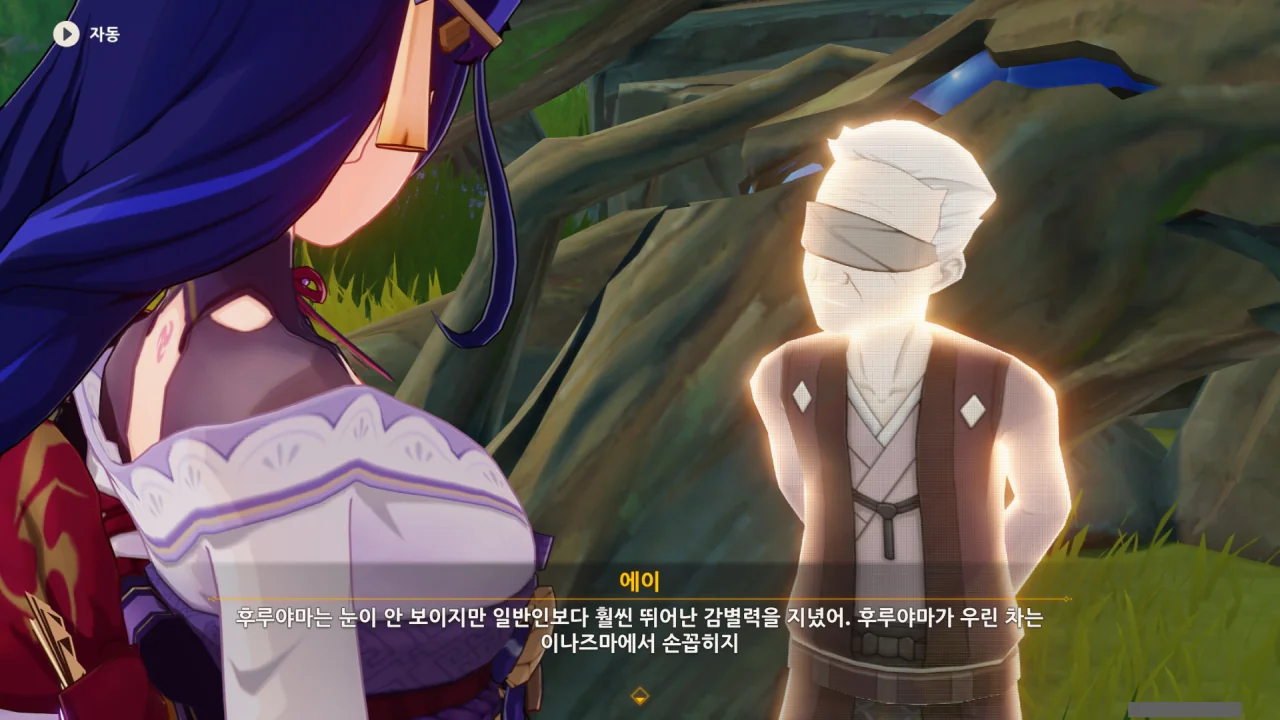 자동
에이
후루야마는 눈이 안 보이지만 일반인보다 훨씬 뛰어난 감별력을 지녔어. 후루야마가 우린 차는
이나즈마에서 손꼽히지